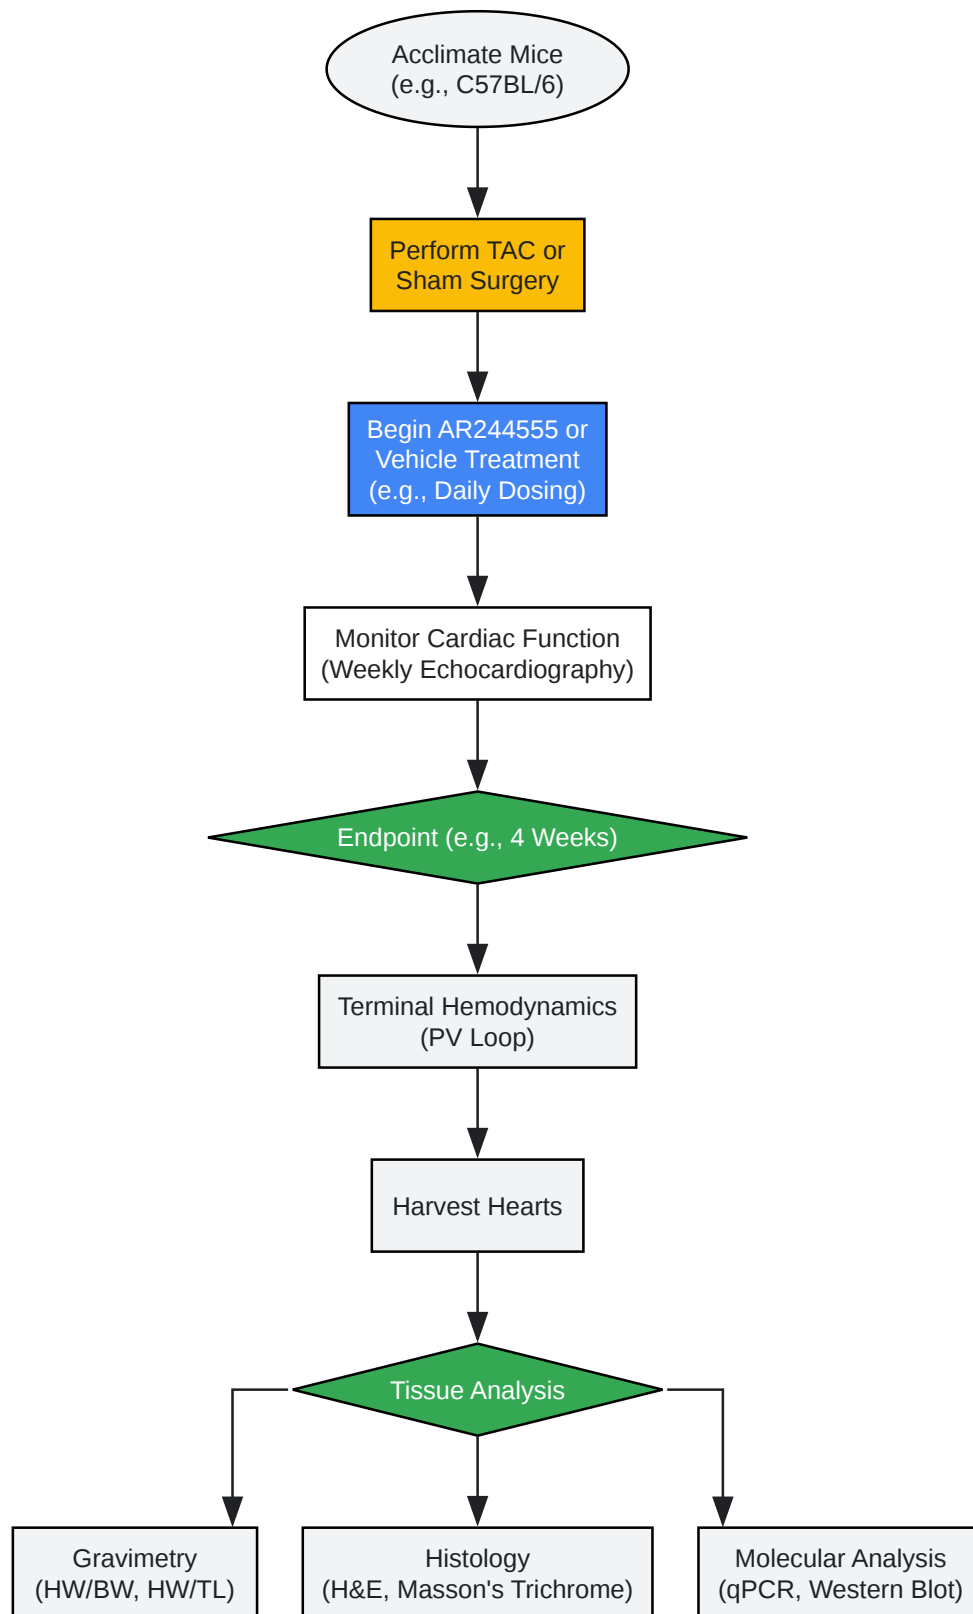 Acclimate Mice
(e.g., C57BL/6)
Perform TAC or
Sham Surgery
Begin AR244555 or
Vehicle Treatment
(e.g., Daily Dosing)
Monitor Cardiac Function
(Weekly Echocardiography)
Endpoint (e.g., 4 Weeks)
Terminal Hemodynamics
(PV Loop)
Harvest Hearts
Tissue Analysis
Gravimetry
(HW/BW, HW/TL)
Histology
(H&E, Masson's Trichrome)
Molecular Analysis
(qPCR, Western Blot)